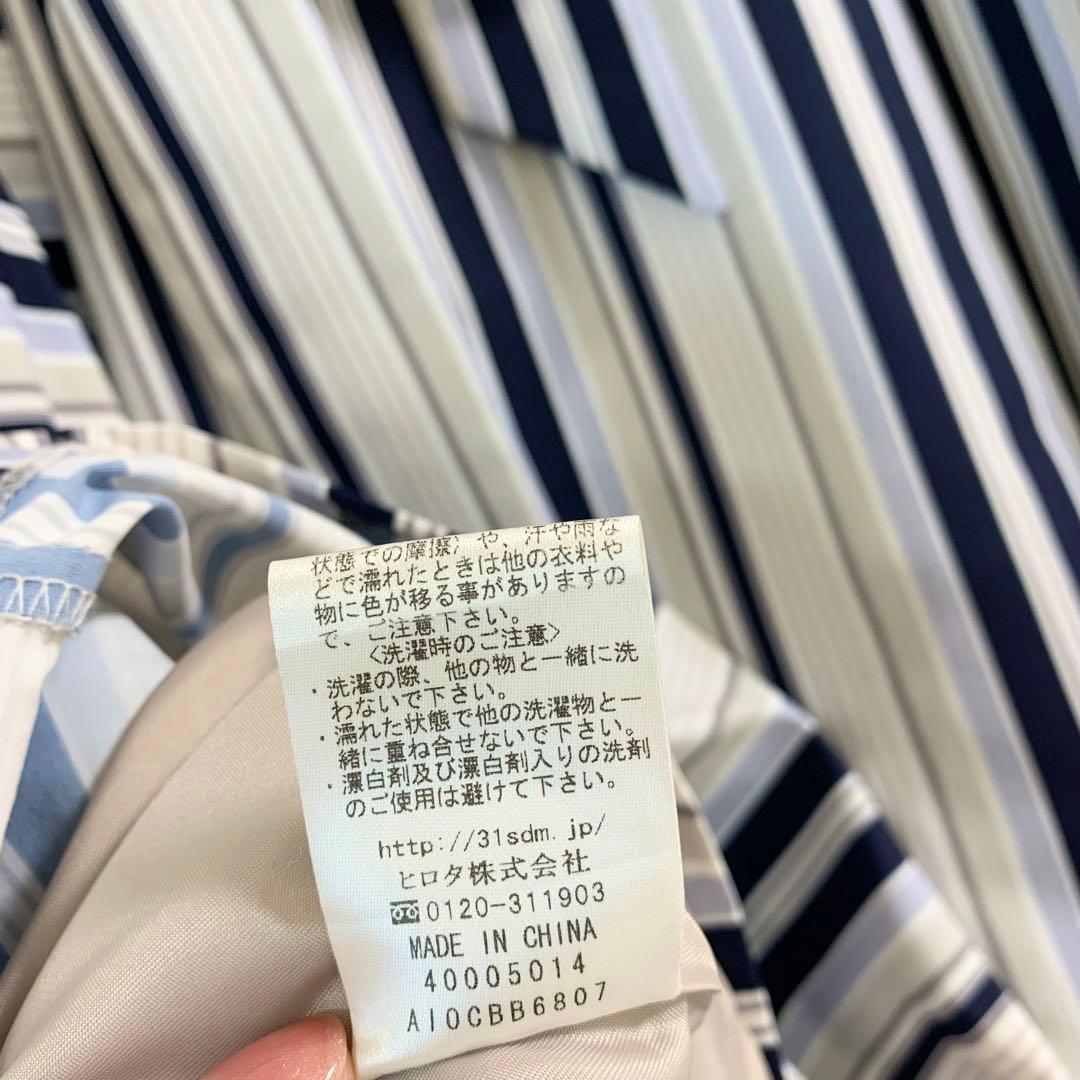 状態での摩擦)や、汗や雨な
どで濡れたときは他の衣料や
物に色が移る事がありますの
で、ご注意下さい。
〈洗濯時のご注意〉
・洗濯の際、他の物と一緒に洗
わないで下さい。
・濡れた状態で他の洗濯物と一
緒に重ね合せないで下さい。
・漂白剤及び漂白剤入りの洗剤
のご使用は避けて下さい。
http://31sdm.jp/
ヒロタ株式会社
0120-311903
MADE IN CHINA
40005014
AI0CBB6807